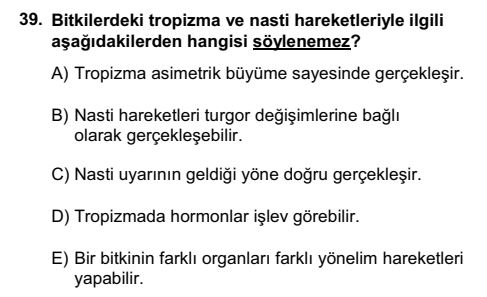 39. Bitkilerdeki tropizma ve nasti hareketleriyle ilgili
aşağıdakilerden hangisi söylenemez?
A) Tropizma asimetrik büyüme sayesinde gerçekleşir.
B) Nasti hareketleri turgor değişimlerine bağlı
olarak gerçekleşebilir.
C) Nasti uyarının geldiği yöne doğru gerçekleşir.
D) Tropizmada hormonlar işlev görebilir.
E) Bir bitkinin farklı organları farklı yönelim hareketleri
yapabilir.